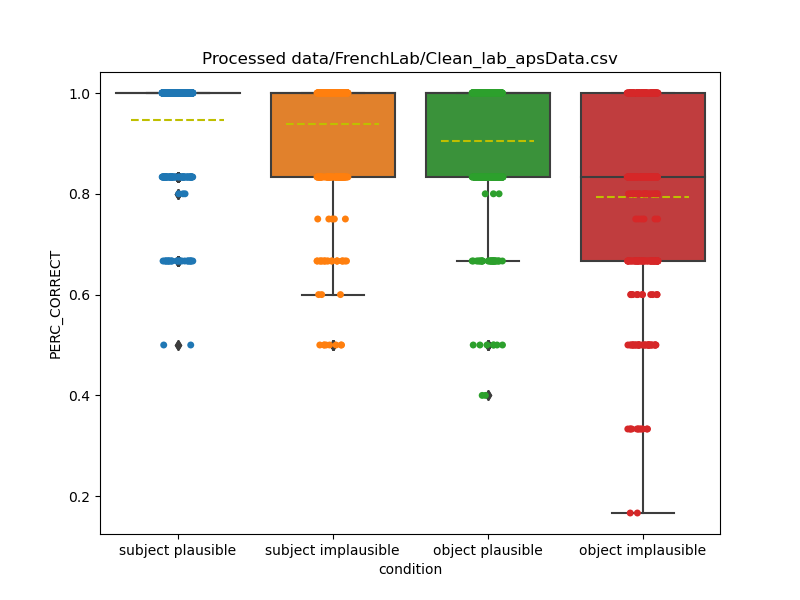 Processed data/FrenchLab/Clean_lab_apsData.csv
1.0
0.8
0.6
0.4
0.2
PERC_CORRECT
subject plausible
subject implausible
object plausible
object implausible
condition